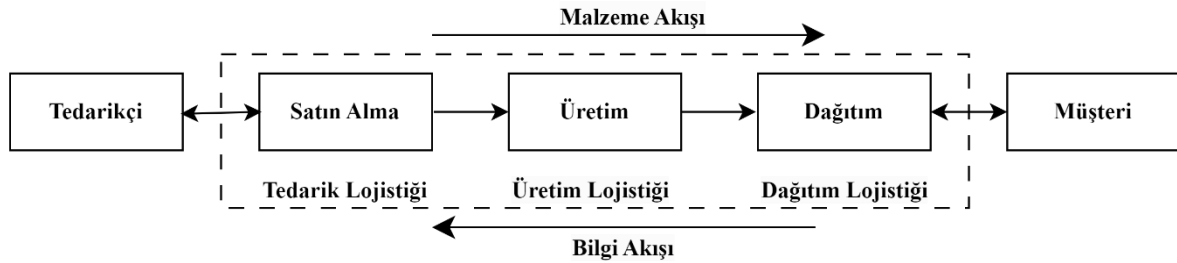 Malzeme Akışı
Tedarikçi
Satın Alma
Üretim
Dağıtım
Müşteri
Tedarik Lojistiği
Üretim Lojistiği
Dağıtım Lojistiği
Bilgi Akışı